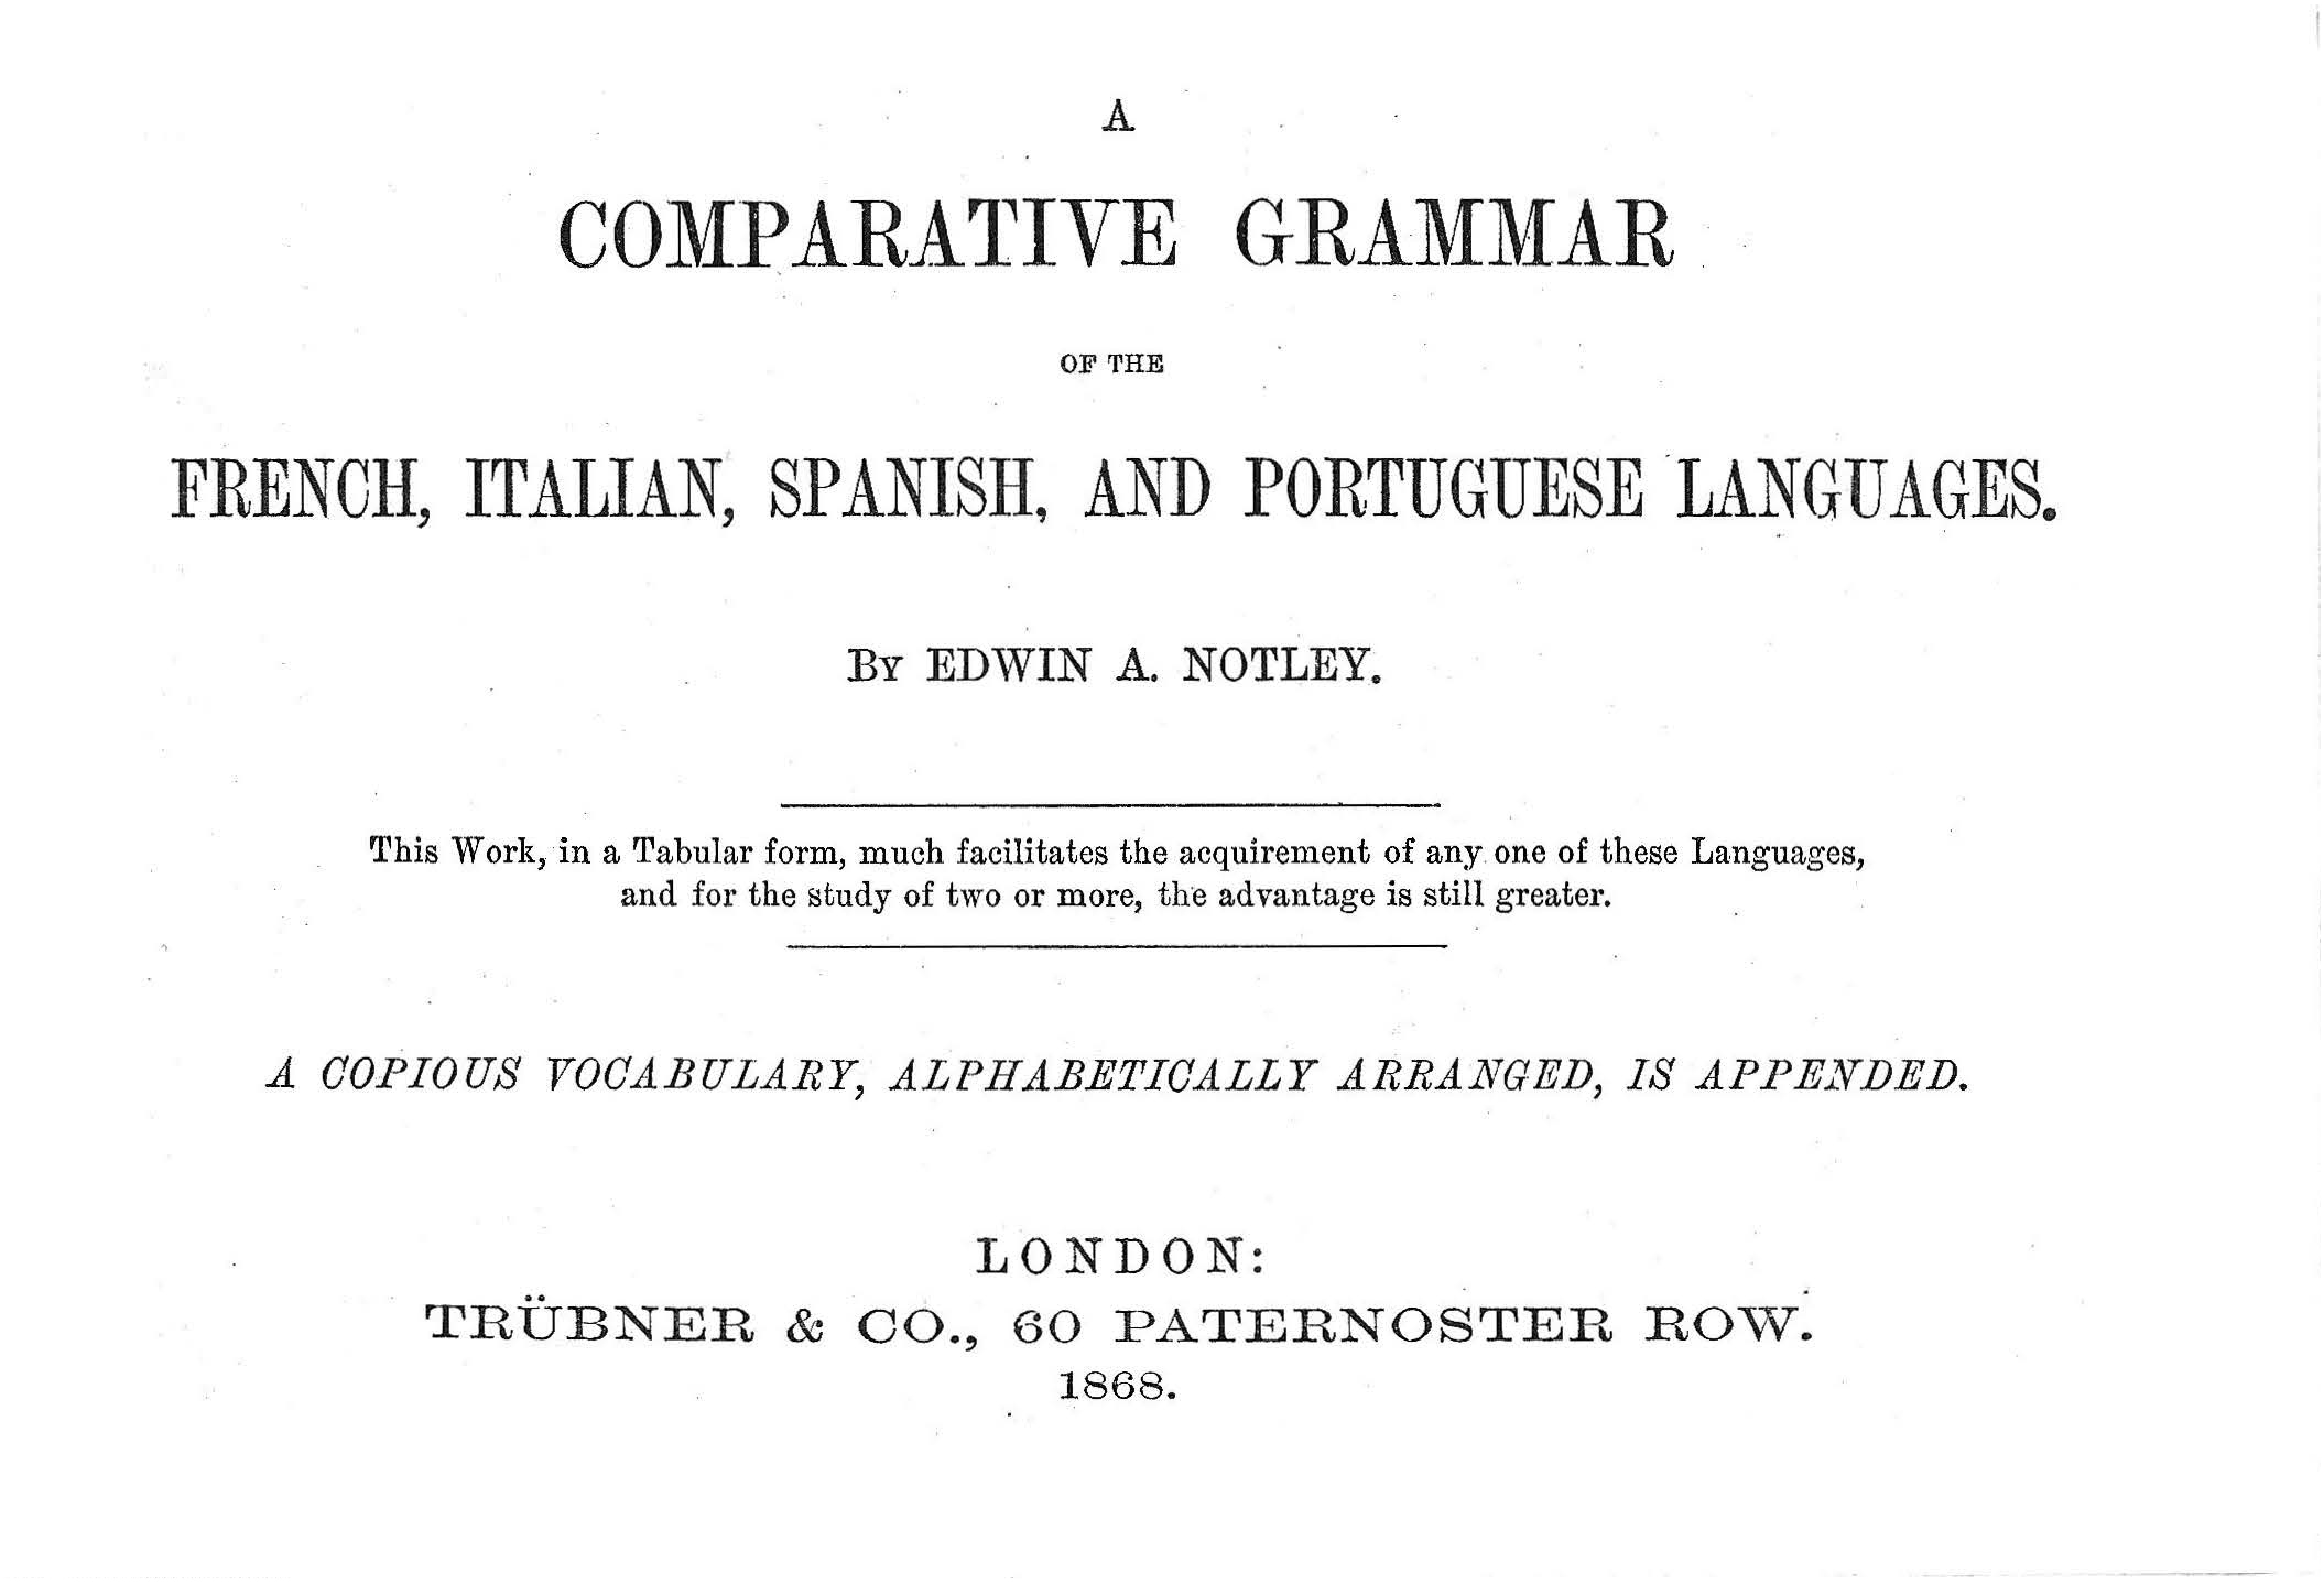 A
COMPARATIVE GRAMMAR
OF THE
FRENCH, ITALIAN, SPANISH, AND PORTUGUESE LANGUAGES.
By EDWIN A. NOTLEY.
This Work, in a Tabular form, much facilitates the acquirement of any one of these Languages,
and for the study of two or more, the advantage is still greater.
A COPIOUS VOCABULARY, ALPHABETICALLY ARRANGED, IS APPENDED.
LONDON:
TRÜBNER & CO., 60 PATERNOSTER ROW.
1868.